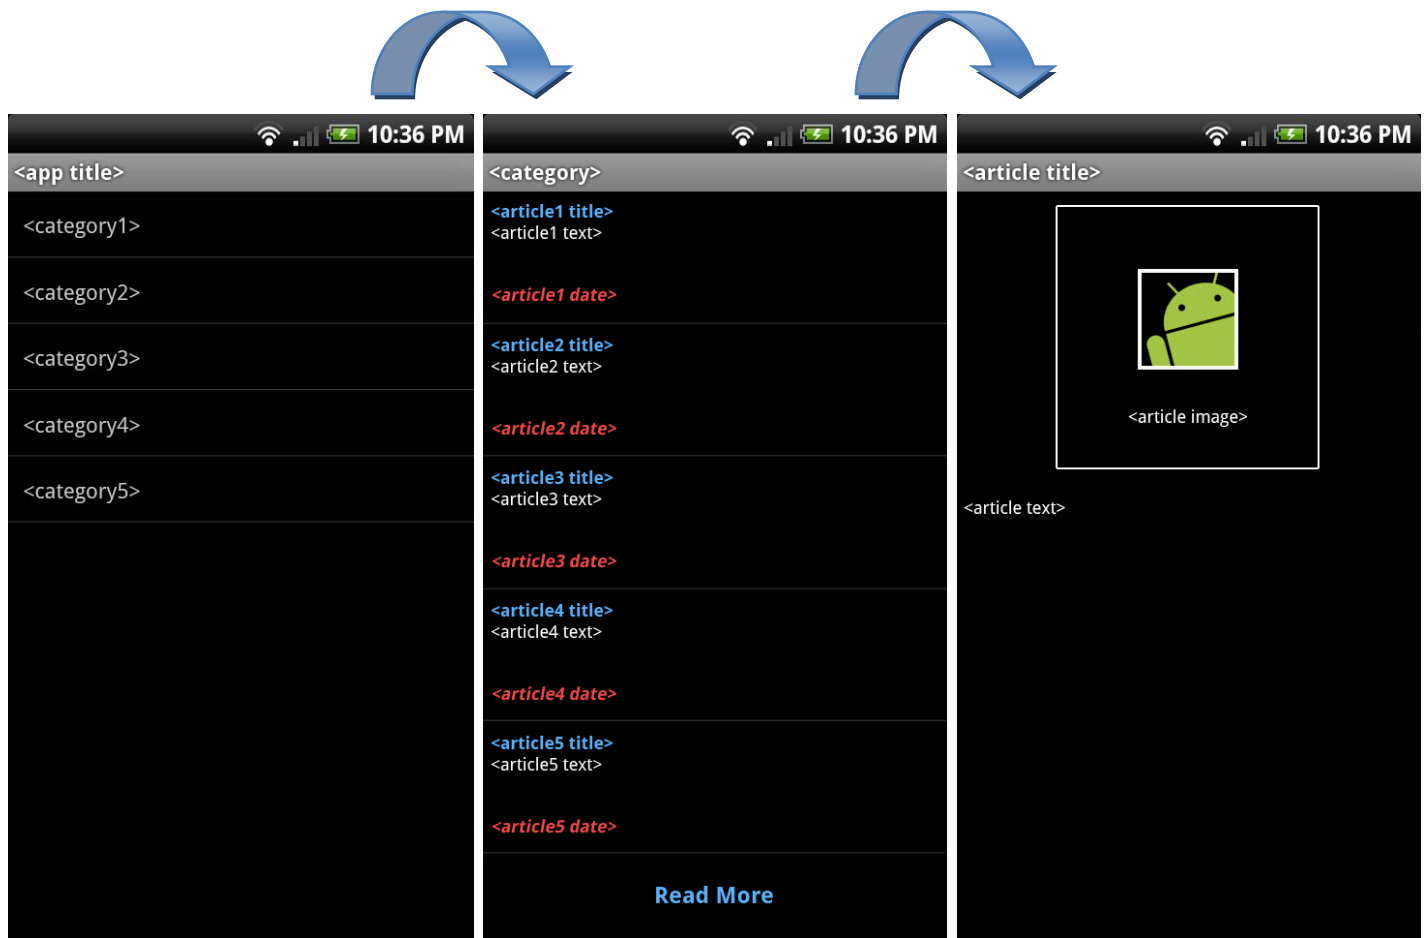 10:36 PM
<app title>
<category1>
<category2>
<category3>
<category4>
<category5>
10:36 PM
<category>
<article1 title>
<article1 text>
<article1 date>
<article2 title>
<article2 text>
<article2 date>
<article3 title>
<article3 text>
<article3 date>
<article4 title>
<article4 text>
<article4 date>
<article5 title>
<article5 text>
<article5 date>
Read More
10:36 PM
<article title>
<article image>
<article text>